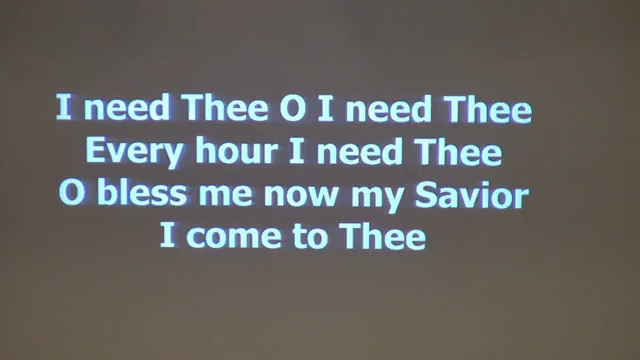 I need Thee O I need Thee
Every hour I need Thee
O bless me now my Savior
I come to Thee